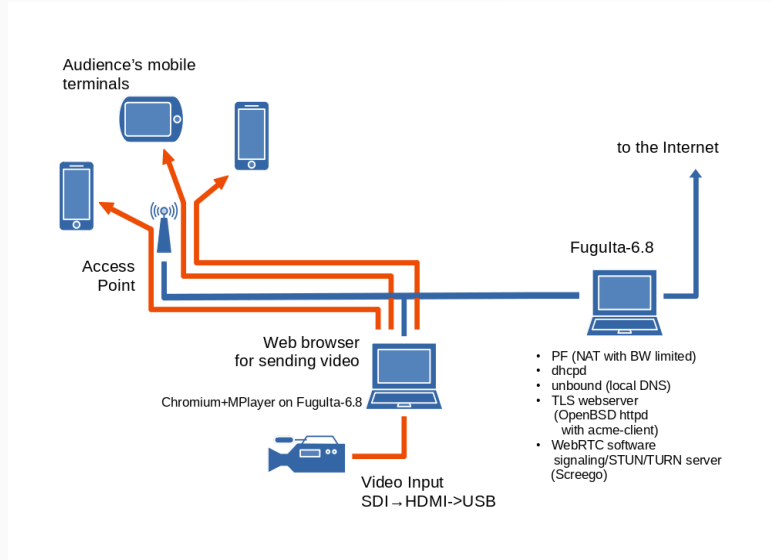 Audience's mobile
terminals
to the Internet
FuguIta-6.8
Access
Point
Web browser
for sending video
Chromium+MPlayer on FuguIta-6.8
• PF (NAT with BW limited)
• dhcpd
• unbound (local DNS)
• TLS webserver
(OpenBSD httpd
with acme-client)
• WebRTC software
signaling/STUN/TURN server
(Screego)
Video Input
SDI→HDMI->USB